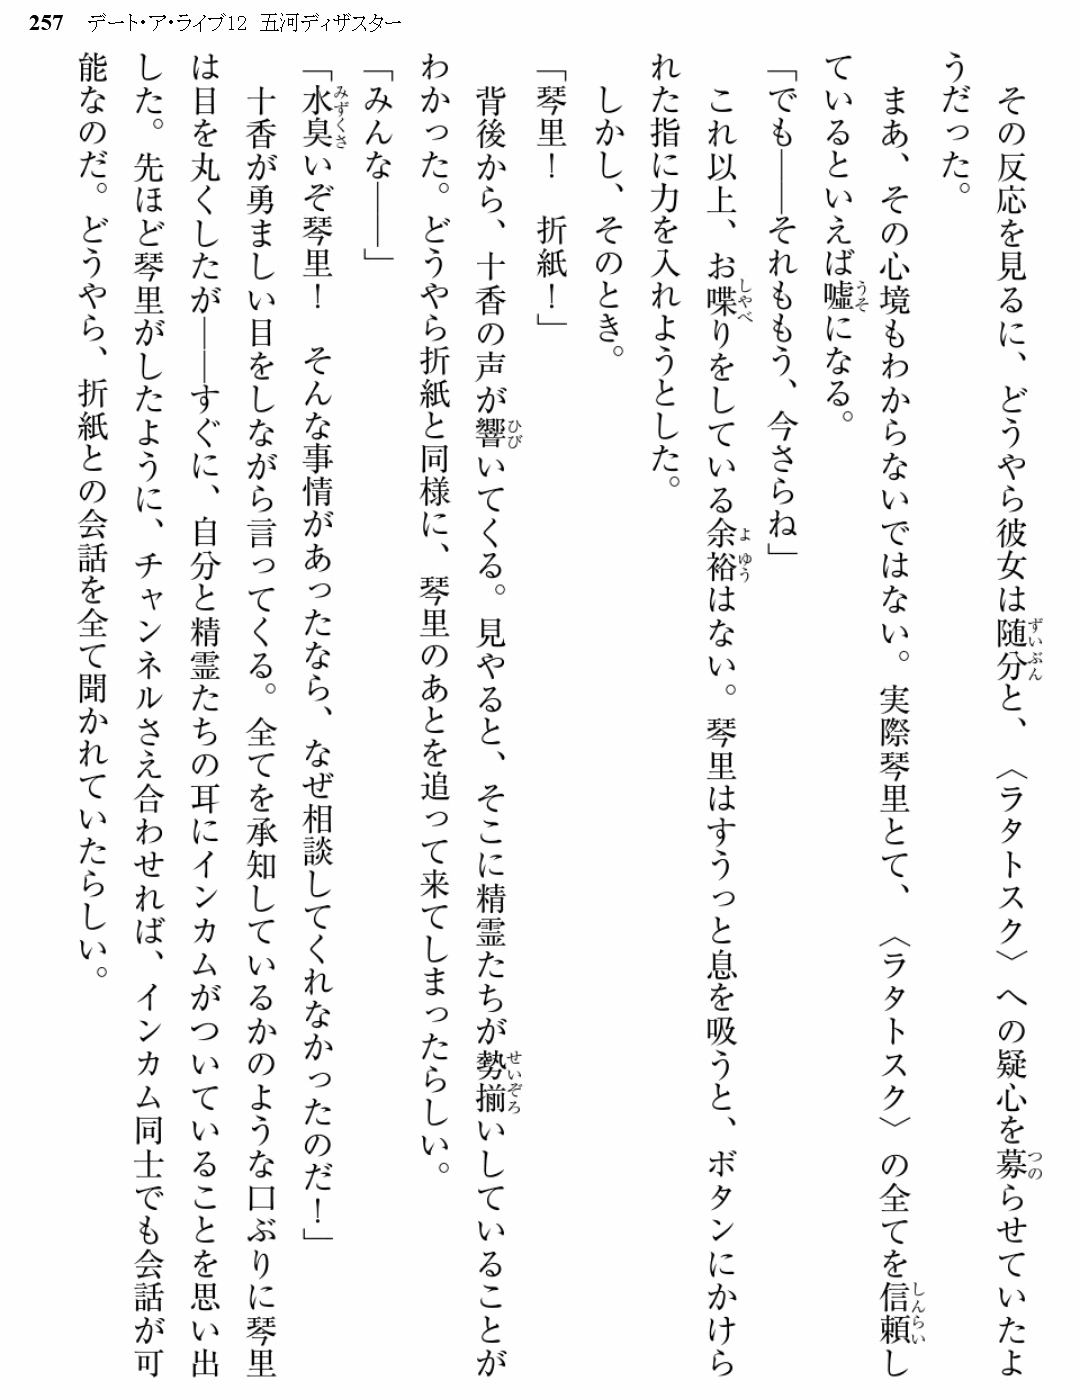 257　デート・ア・ライブ12　五河ディザスター
その反応を見るに、どうやら彼女は随分と、〈ラタトスク〉への疑心を募らせていたよ
うだった。
まあ、その心境もわからないではない。実際琴里とて、〈ラタトスク〉の全てを信頼し
ているといえば嘘になる。
「でも――それももう、今さらね」
これ以上、お喋りをしている余裕はない。琴里はすうっと息を吸うと、ボタンにかけら
れた指に力を入れようとした。
しかし、そのとき。
「琴里！　折紙！」
背後から、十香の声が響いてくる。見やると、そこに精霊たちが勢揃いしていることが
わかった。どうやら折紙と同様に、琴里のあとを追って来てしまったらしい。
「みんな――」
「水臭いぞ琴里！　そんな事情があったなら、なぜ相談してくれなかったのだ！」
十香が勇ましい目をしながら言ってくる。全てを承知しているかのような口ぶりに琴里
は目を丸くしたが――すぐに、自分と精霊たちの耳にインカムがついていることを思い出
した。先ほど琴里がしたように、チャンネルさえ合わせれば、インカム同士でも会話が可
能なのだ。どうやら、折紙との会話を全て聞かれていたらしい。